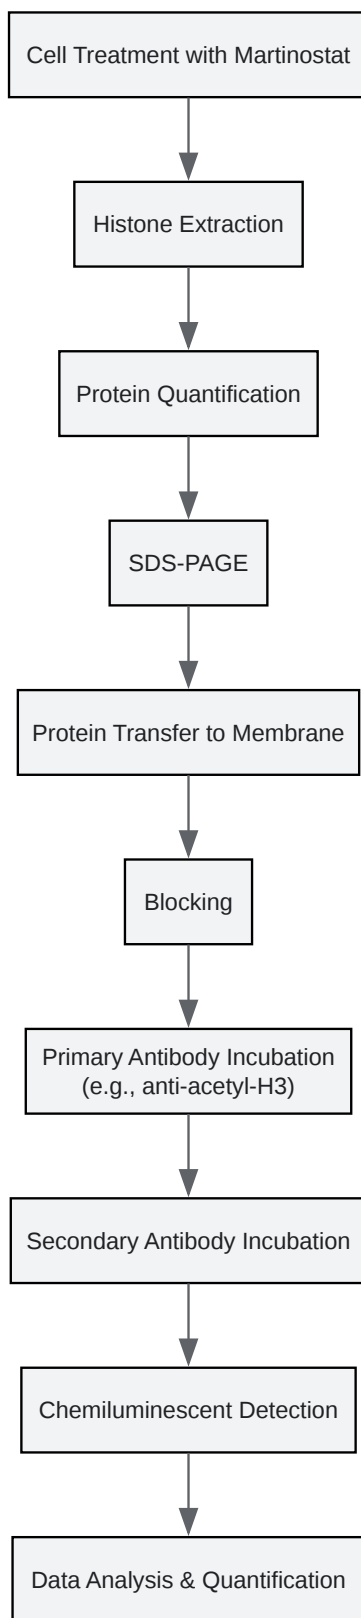 Cell Treatment with Martinostat
Histone Extraction
Protein Quantification
SDS-PAGE
Protein Transfer to Membrane
Blocking
Primary Antibody Incubation
(e.g., anti-acetyl-H3)
Secondary Antibody Incubation
Chemiluminescent Detection
Data Analysis & Quantification